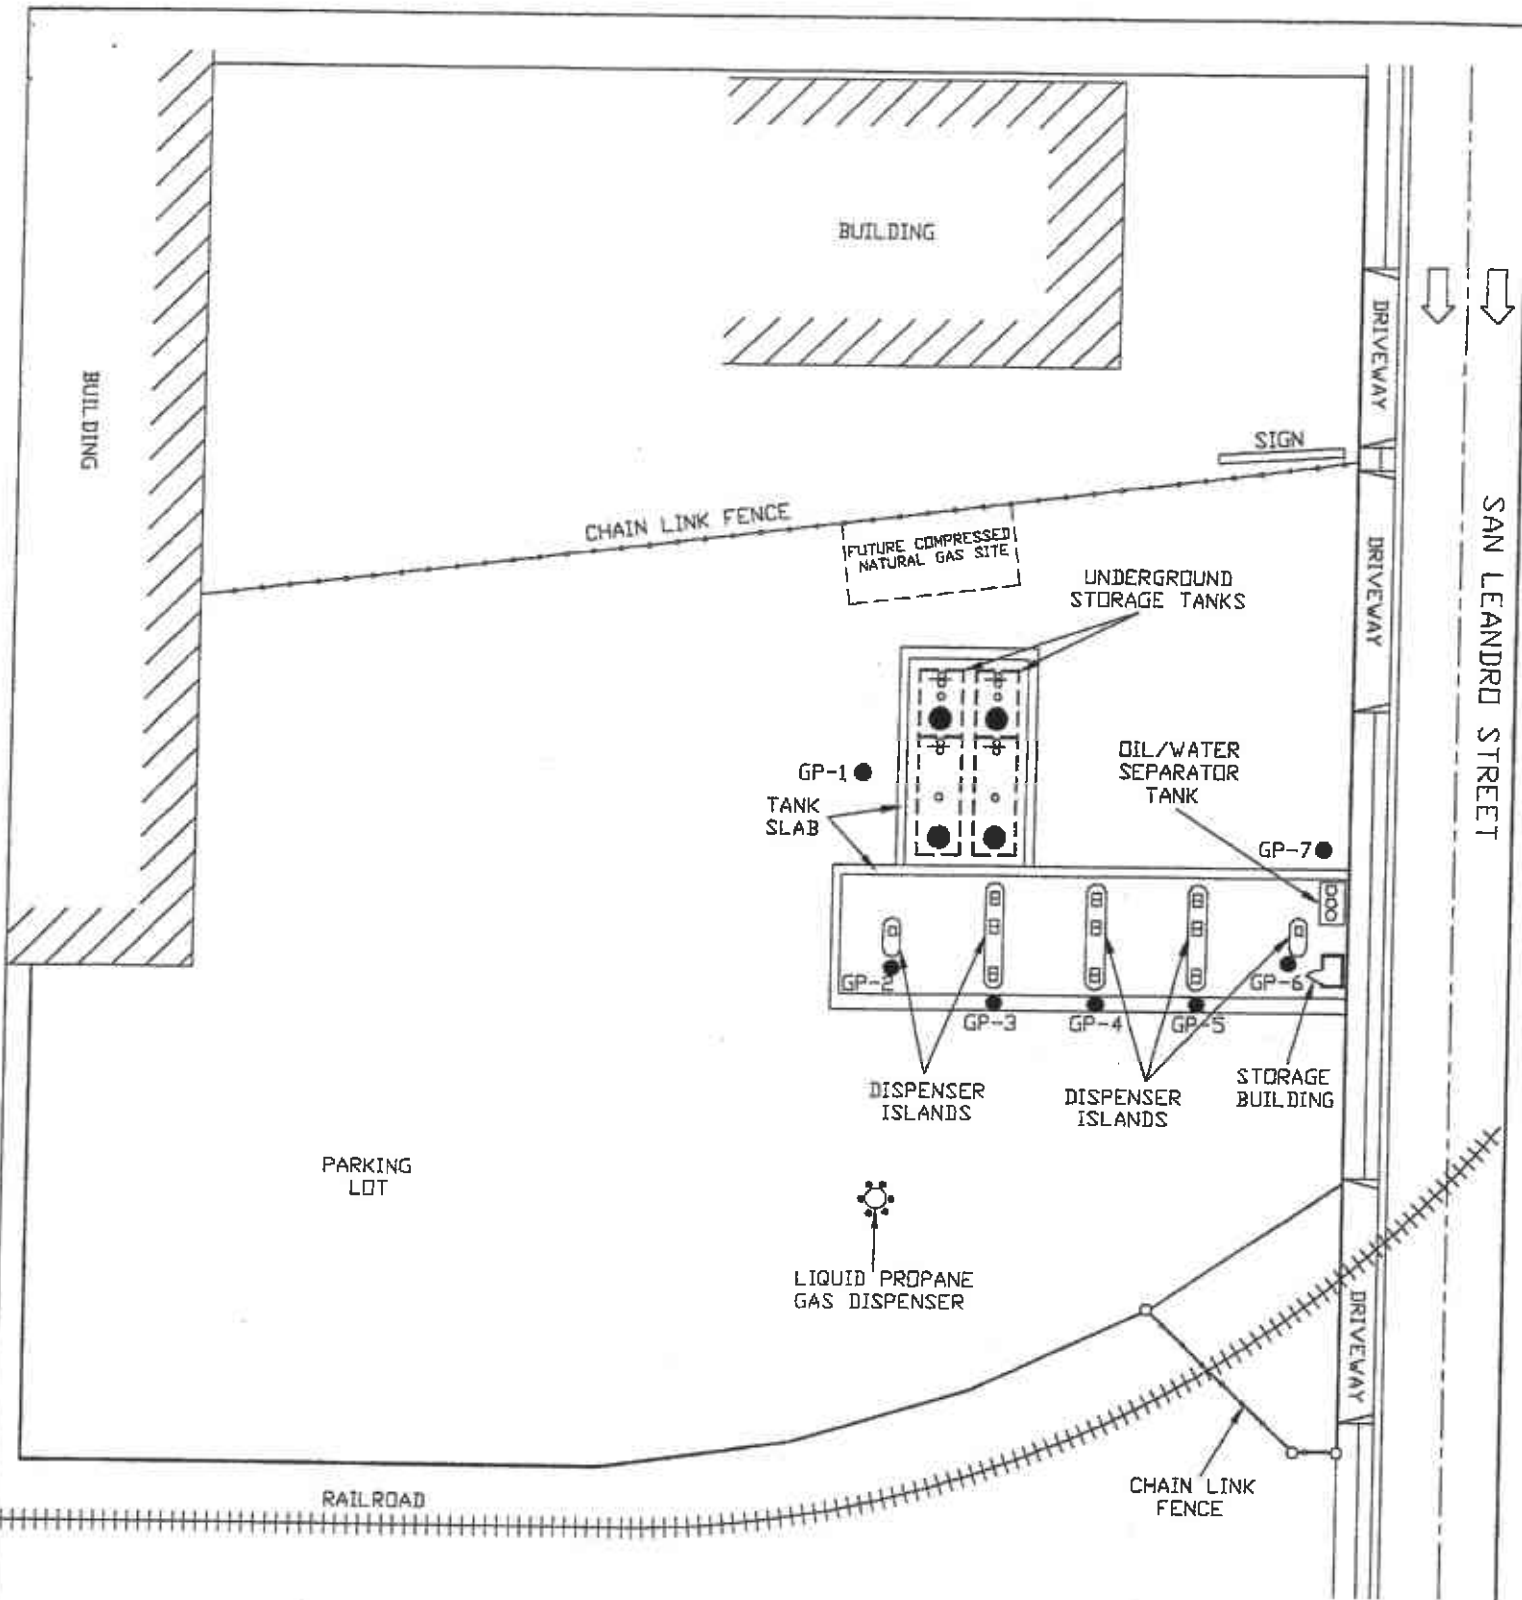 BUILDING
DRIVEWAY
BUILDING
SIGN
CHAIN LINK FENCE
SAN LEANDRO STREET
FUTURE COMPRESSED
NATURAL GAS SITE
DRIVEWAY
UNDERGROUND
STORAGE TANKS
OIL/WATER
SEPARATOR
TANK
GP-1
TANK
SLAB
GP-7
GP-2
GP-6
GP-3
GP-4
GP-5
DISPENSER
ISLANDS
DISPENSER
ISLANDS
STORAGE
BUILDING
PARKING
LOT
LIQUID PROPANE
GAS DISPENSER
DRIVEWAY
CHAIN LINK
FENCE
RAILROAD